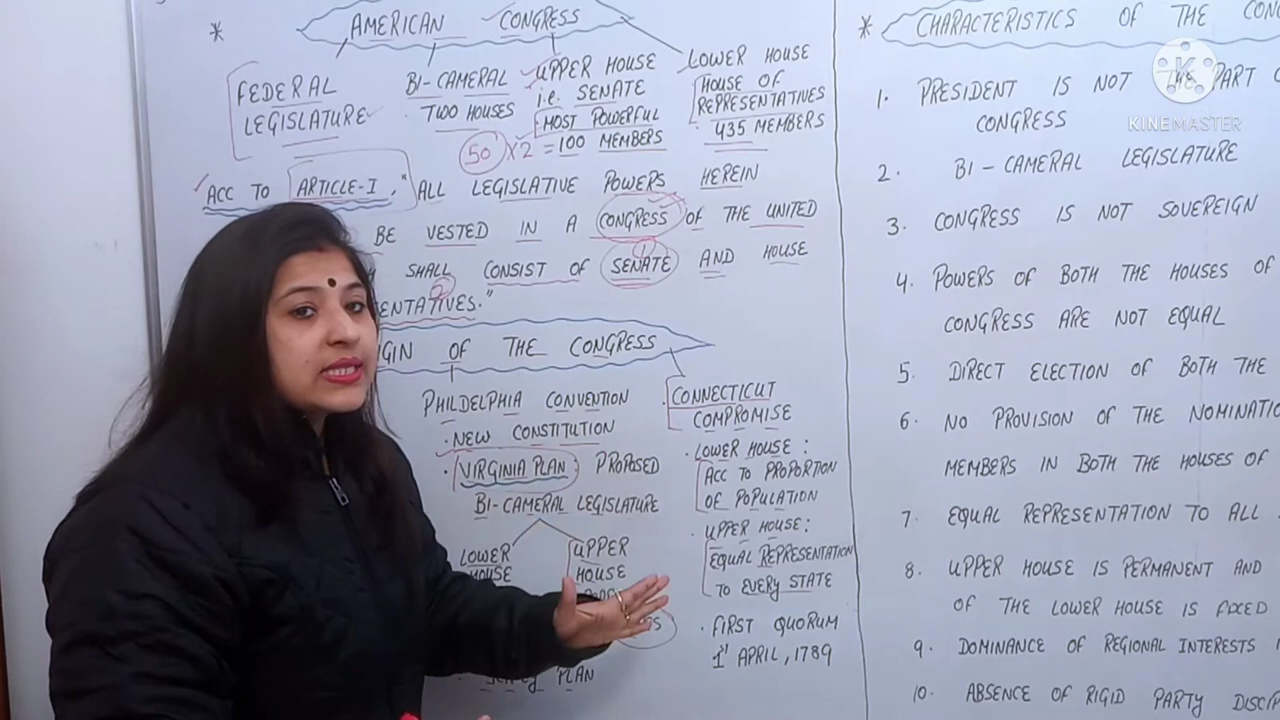 * AMERICAN CONGRESS
FEDERAL
LEGISLATURE
BI-CAMERAL
TWO HOUSES
UPPER HOUSE
i.e. SENATE
MOST POWERFUL
50 X 2 = 100 MEMBERS
LOWER HOUSE
HOUSE OF
REPRESENTATIVES
435 MEMBERS
ACC TO ARTICLE-I, "ALL LEGISLATIVE POWERS HEREIN
BE VESTED IN A CONGRESS OF THE UNITED
SHALL CONSIST OF SENATE AND HOUSE
1
2
ENTATIVES."
GIN OF THE CONGRESS
PHILDELPHIA CONVENTION
· NEW CONSTITUTION
· VIRGINIA PLAN : PROPOSED
BI-CAMERAL LEGISLATURE
LOWER
HOUSE
UPPER
HOUSE
PLAN
· CONNECTICUT
COMPROMISE
· LOWER HOUSE :
ACC TO PROPORTION
OF POPULATION
· UPPER HOUSE :
EQUAL REPRESENTATION
TO EVERY STATE
· FIRST QUORUM
1st APRIL, 1789
* CHARACTERISTICS OF THE CON
1. PRESIDENT IS NOT THE PART
CONGRESS
2. BI - CAMERAL LEGISLATURE
3. CONGRESS IS NOT SOVEREIGN
4. POWERS OF BOTH THE HOUSES OF
CONGRESS ARE NOT EQUAL
5. DIRECT ELECTION OF BOTH THE
6. NO PROVISION OF THE NOMINATIO
MEMBERS IN BOTH THE HOUSES OF
7. EQUAL REPRESENTATION TO ALL
8. UPPER HOUSE IS PERMANENT AND
OF THE LOWER HOUSE IS FIXED
9. DOMINANCE OF REGIONAL INTERESTS
10. ABSENCE OF RIGID PARTY DISCIP
KINEMASTER